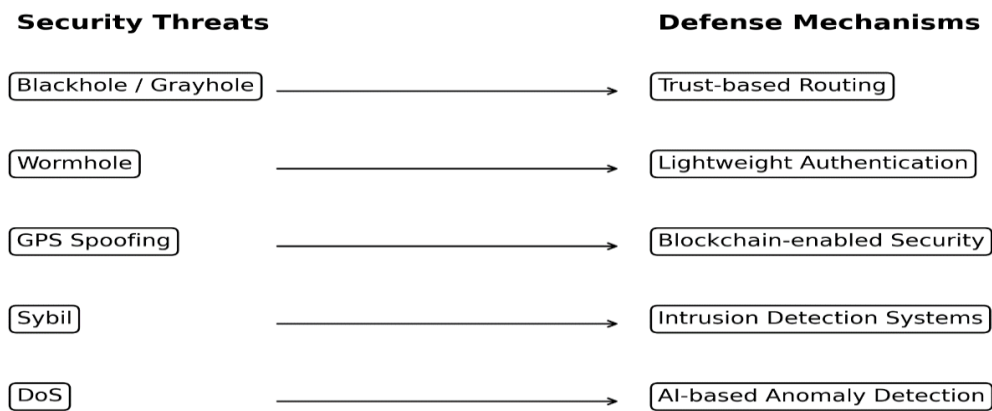 Security Threats
Defense Mechanisms
Blackhole / Grayhole
Trust-based Routing
Wormhole
Lightweight Authentication
GPS Spoofing
Blockchain-enabled Security
Sybil
Intrusion Detection Systems
DoS
AI-based Anomaly Detection